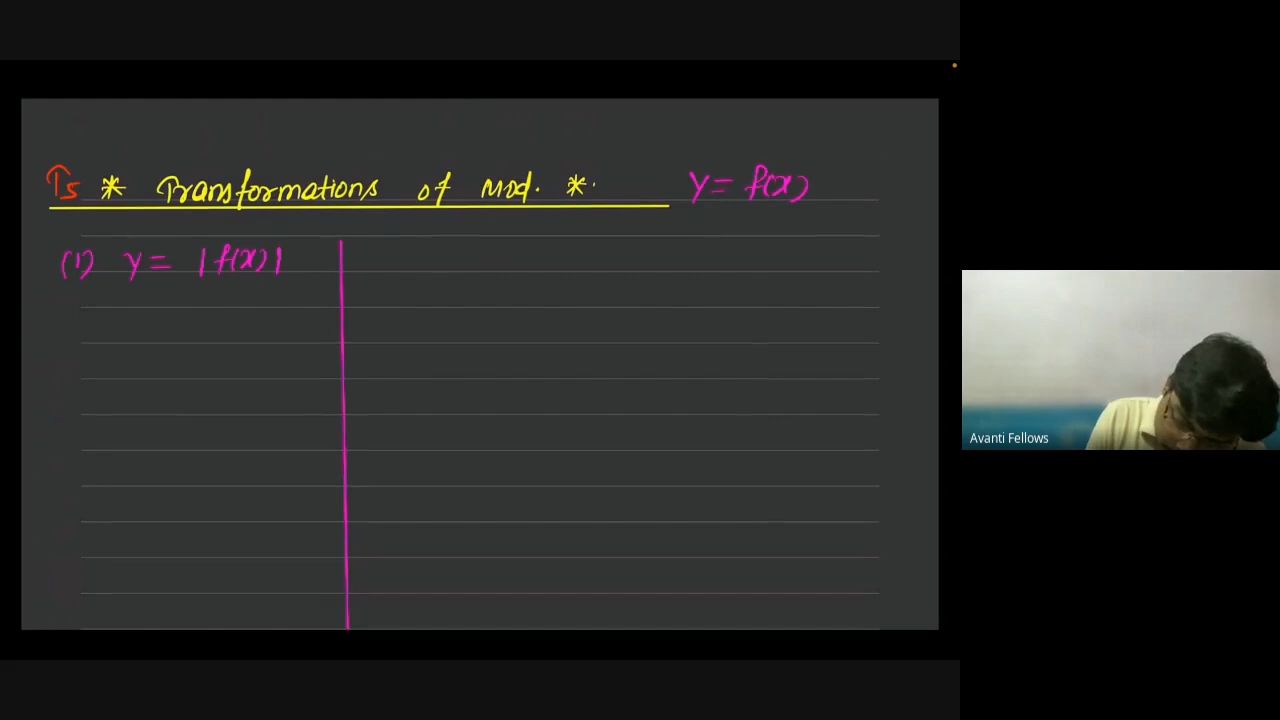 T5 * Transformations of Mod. *. Y = f(x)
(1) y = |f(x)|
Avanti Fellows